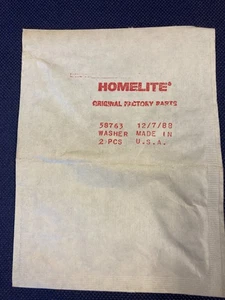 HOMELITE®
ORIGINAL FACTORY PARTS
58763 12/7/88
WASHER MADE IN
2-PCS U.S.A.